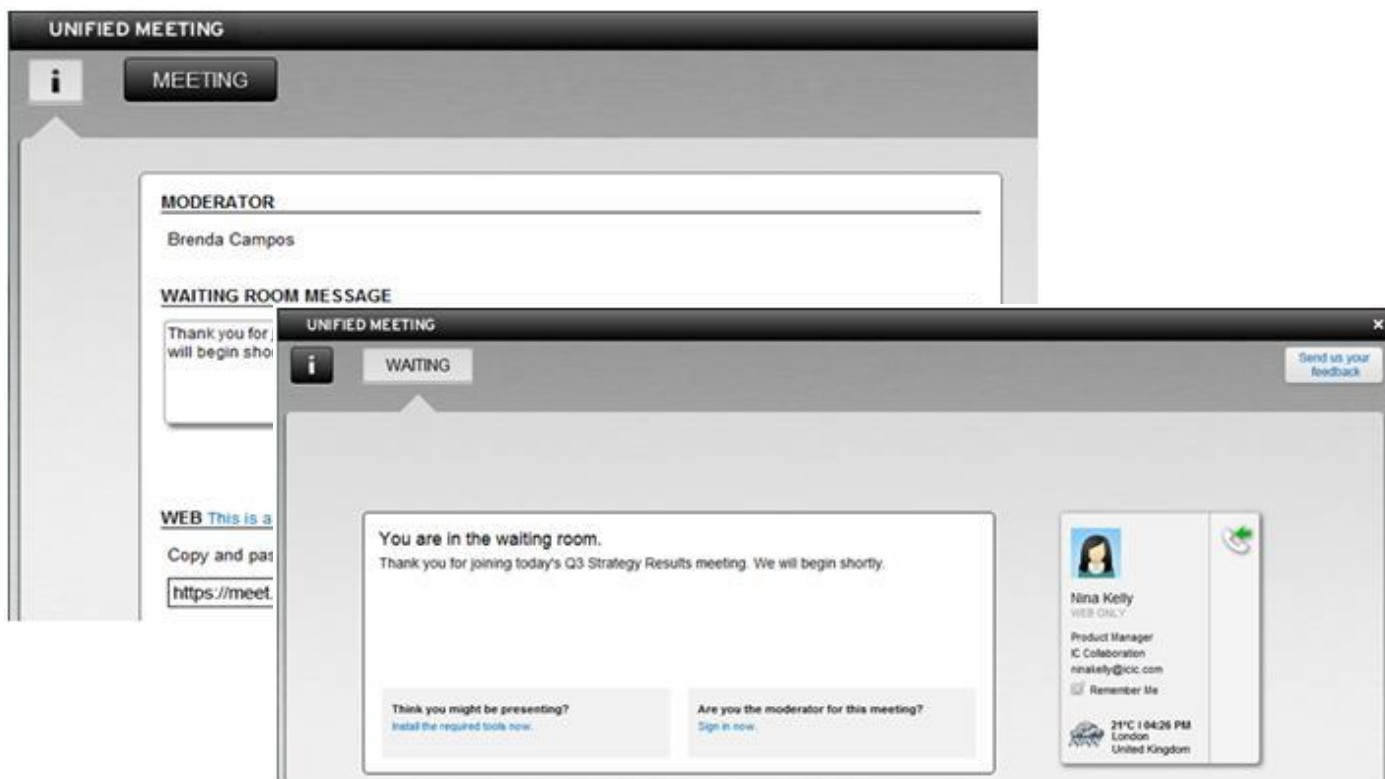 UNIFIED MEETING
i
MEETING
MODERATOR
Brenda Campos
WAITING ROOM MESSAGE
Thank you for
will begin sho
WEB This is a
Copy and pas
https://meet.
UNIFIED MEETING
x
i
WAITING
Send us your
feedback
You are in the waiting room.
Thank you for joining today's Q3 Strategy Results meeting. We will begin shortly.
Think you might be presenting?
Install the required tools now.
Are you the moderator for this meeting?
Sign in now.
Nina Kelly
WEB ONLY
Product Manager
IC Collaboration
ninakelly@icic.com
Remember Me
21°C I 04:26 PM
London
United Kingdom